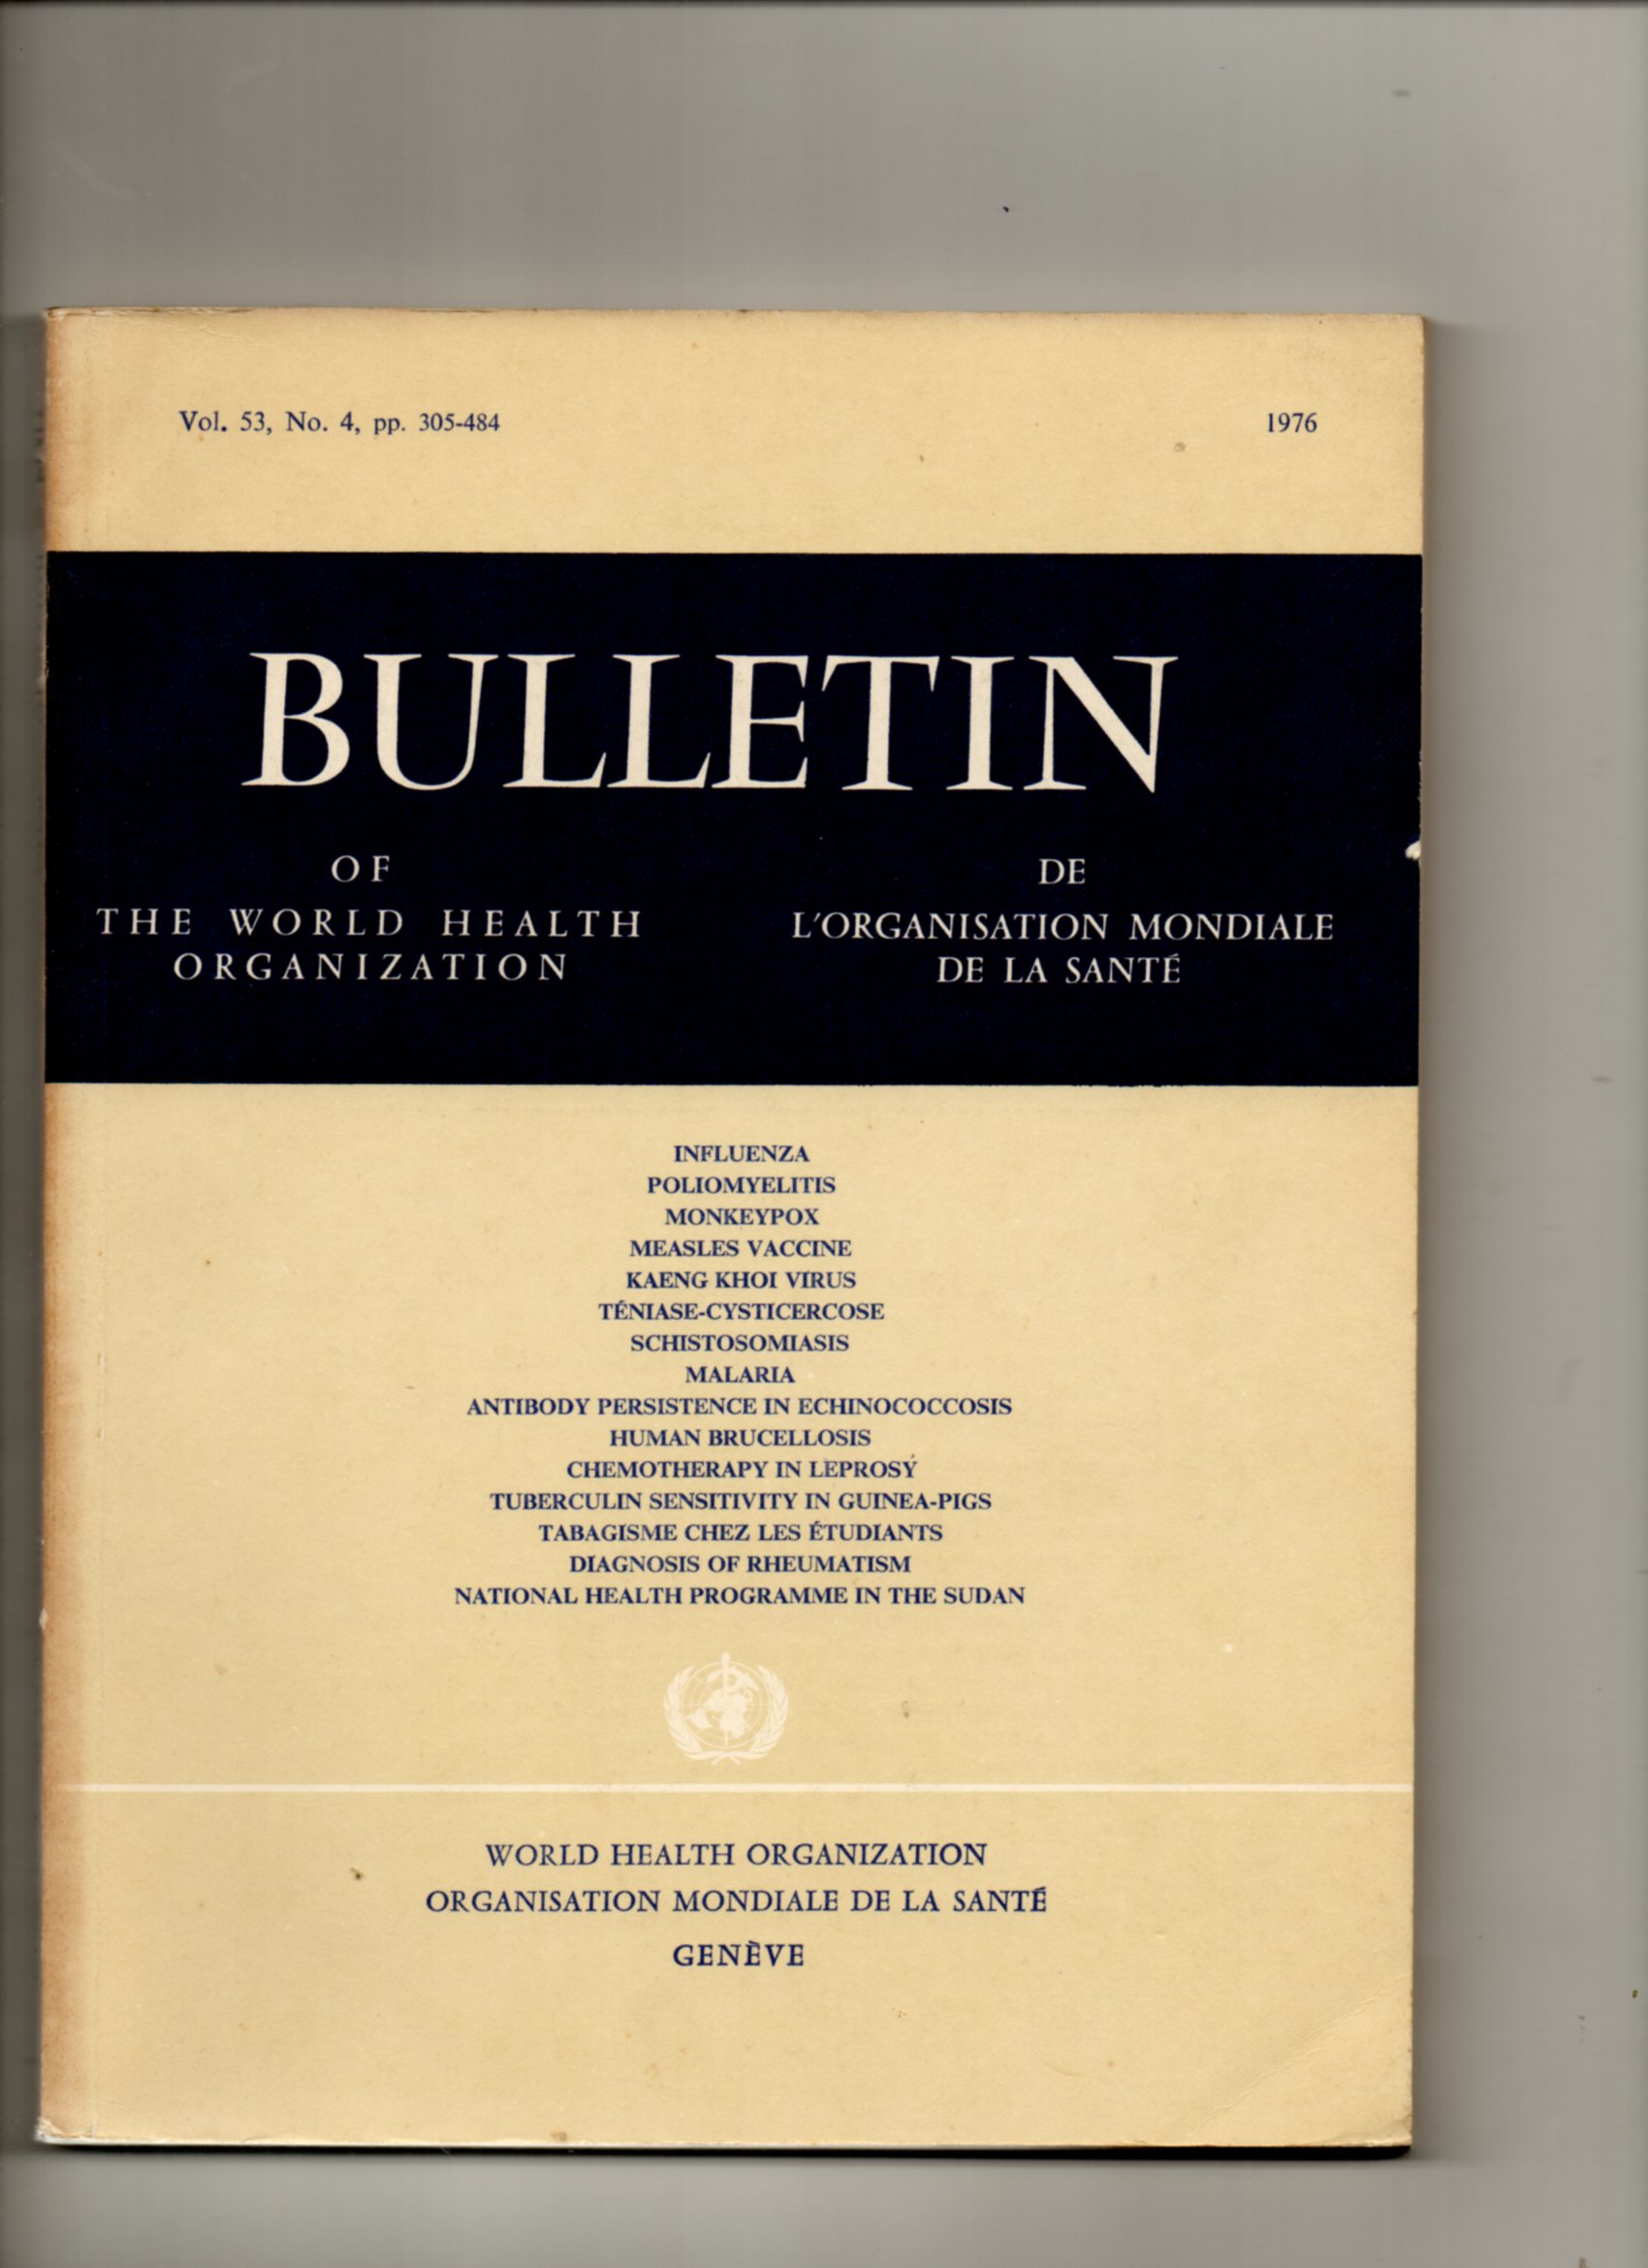 Vol. 53, No. 4, pp. 305-484
1976
BULLETIN
OF
THE WORLD HEALTH
ORGANIZATION
DE
L'ORGANISATION MONDIALE
DE LA SANTÉ
INFLUENZA
POLIOMYELITIS
MONKEYPOX
MEASLES VACCINE
KAENG KHOI VIRUS
TÉNIASE-CYSTICERCOSE
SCHISTOSOMIASIS
MALARIA
ANTIBODY PERSISTENCE IN ECHINOCOCCOSIS
HUMAN BRUCELLOSIS
CHEMOTHERAPY IN LEPROSY
TUBERCULIN SENSITIVITY IN GUINEA-PIGS
TABAGISME CHEZ LES ÉTUDIANTS
DIAGNOSIS OF RHEUMATISM
NATIONAL HEALTH PROGRAMME IN THE SUDAN
WORLD HEALTH ORGANIZATION
ORGANISATION MONDIALE DE LA SANTÉ
GENÈVE